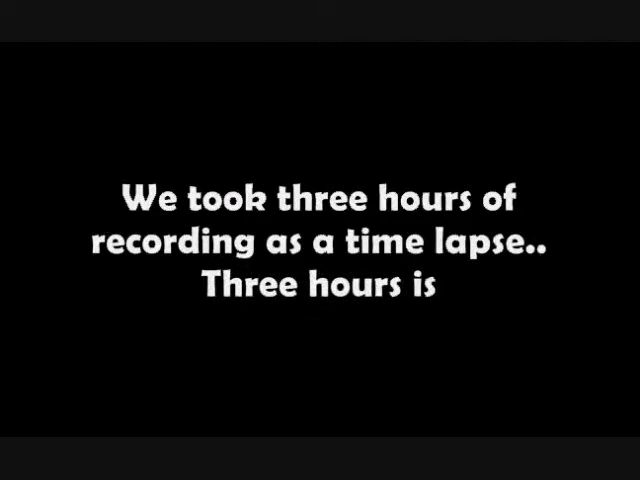 We took three hours of
recording as a time lapse..
Three hours is